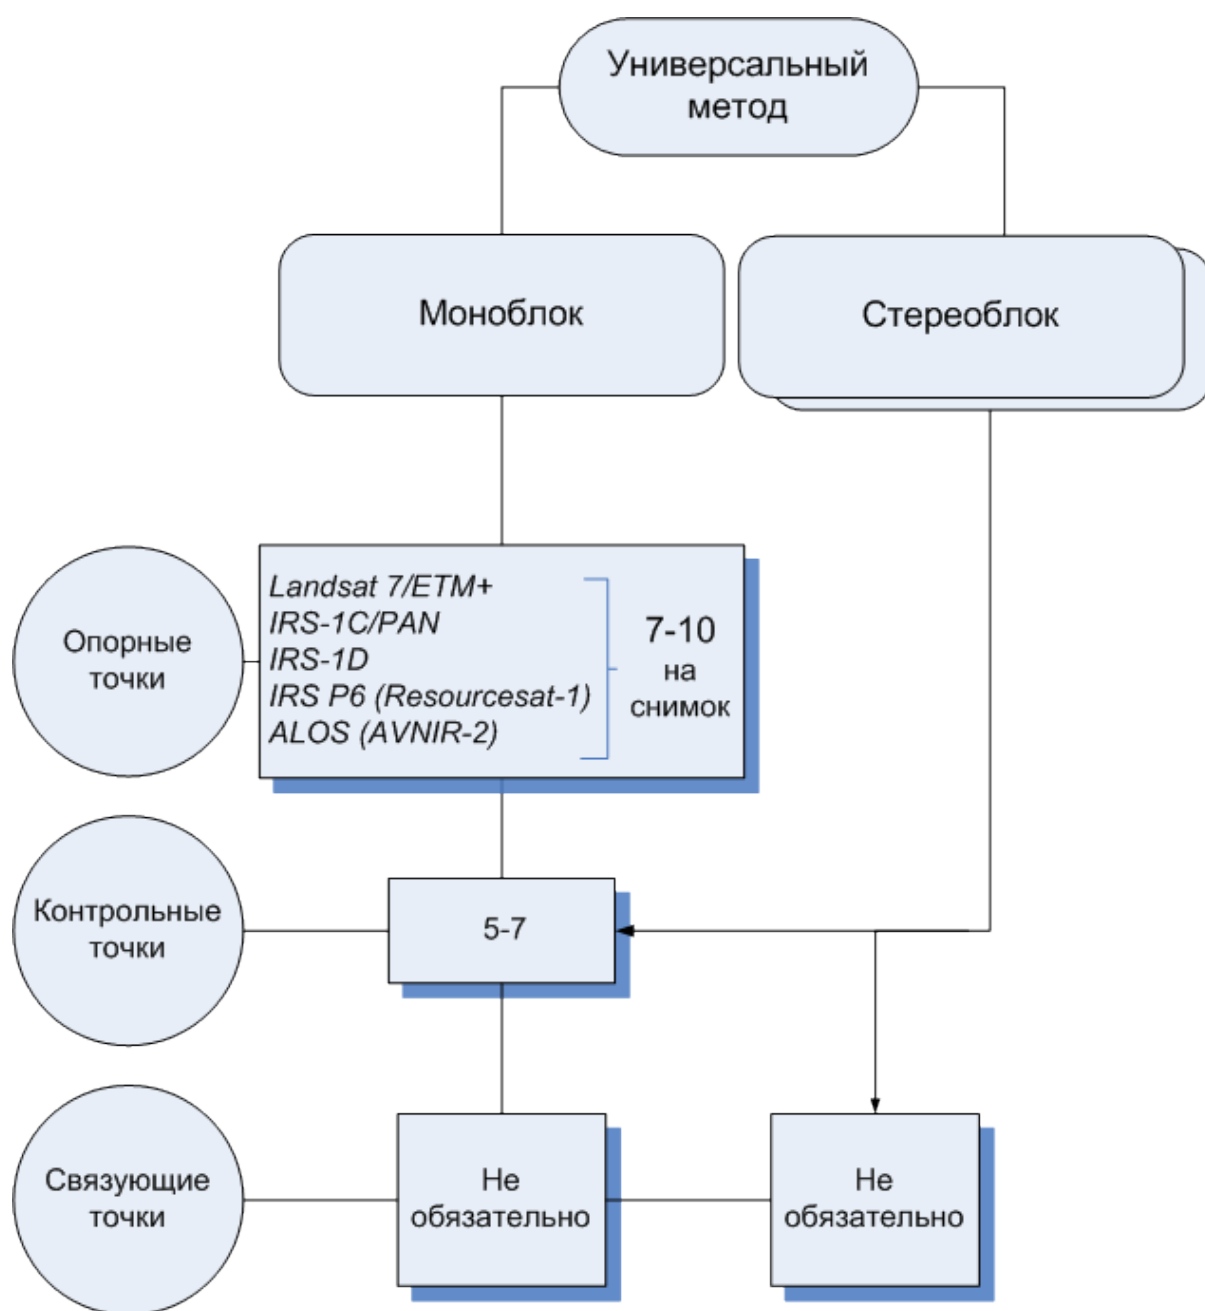 Универсальный
метод
Моноблок
Стереоблок
Опорные
точки
Landsat 7/ETM+
IRS-1C/PAN
IRS-1D
IRS P6 (Resourcesat-1)
ALOS (AVNIR-2)
7-10
на
снимок
Контрольные
точки
5-7
Связующие
точки
Не
обязательно
Не
обязательно